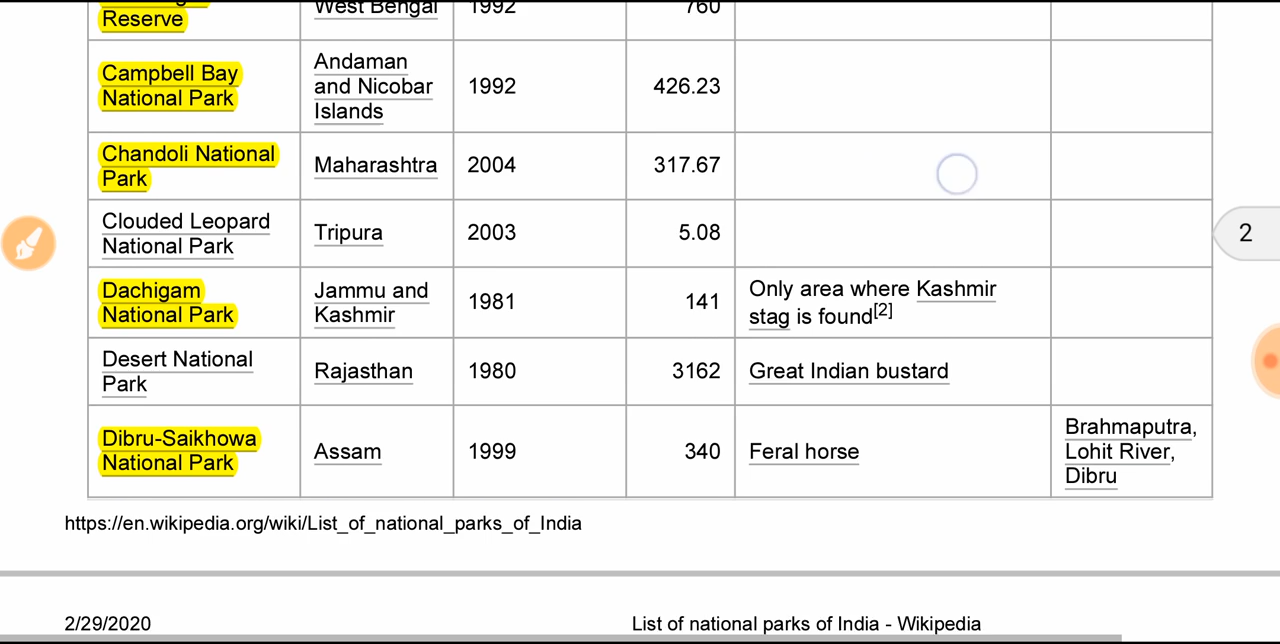 Reserve
West Bengal
1992
760
Campbell Bay
National Park
Andaman
and Nicobar
Islands
1992
426.23
Chandoli National
Park
Maharashtra
2004
317.67
Clouded Leopard
National Park
Tripura
2003
5.08
Dachigam
National Park
Jammu and
Kashmir
1981
141
Only area where Kashmir
stag is found[2]
Desert National
Park
Rajasthan
1980
3162
Great Indian bustard
Dibru-Saikhowa
National Park
Assam
1999
340
Feral horse
Brahmaputra,
Lohit River,
Dibru
2
https://en.wikipedia.org/wiki/List_of_national_parks_of_India
2/29/2020
List of national parks of India - Wikipedia